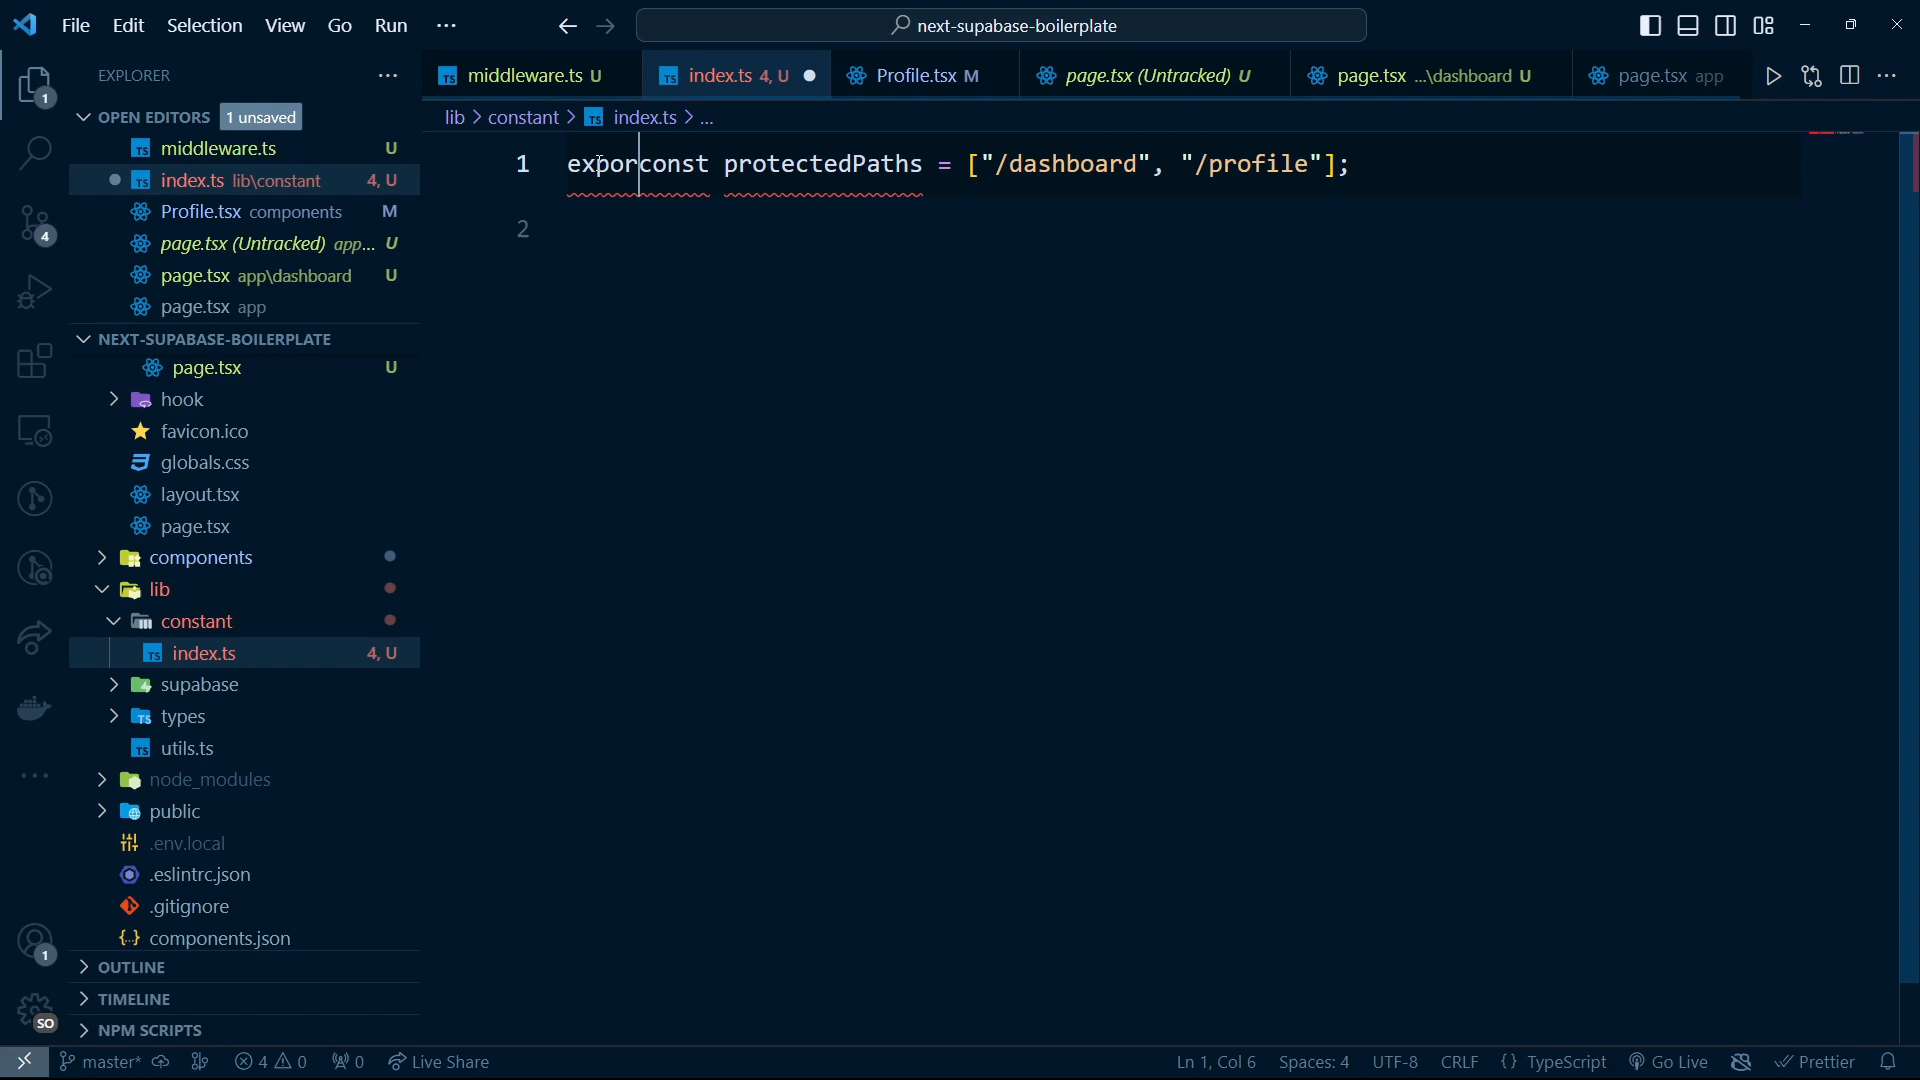 File Edit Selection View Go Run ... next-supabase-boilerplate
EXPLORER ...
OPEN EDITORS 1 unsaved
middleware.ts U
index.ts lib\constant 4, U
Profile.tsx components M
page.tsx (Untracked) app... U
page.tsx app\dashboard U
page.tsx app
NEXT-SUPABASE-BOILERPLATE
page.tsx U
hook
favicon.ico
globals.css
layout.tsx
page.tsx
components
lib
constant
index.ts 4, U
supabase
types
utils.ts
node_modules
public
.env.local
.eslintrc.json
.gitignore
components.json
OUTLINE
TIMELINE
NPM SCRIPTS
1
4
1
SO
middleware.ts U index.ts 4, U Profile.tsx M page.tsx (Untracked) U page.tsx ...\dashboard U page.tsx app
lib > constant > index.ts > ...
1 exporconst protectedPaths = ["/dashboard", "/profile"];
2
master* 4 0 0 Live Share Ln 1, Col 6 Spaces: 4 UTF-8 CRLF {} TypeScript Go Live Prettier